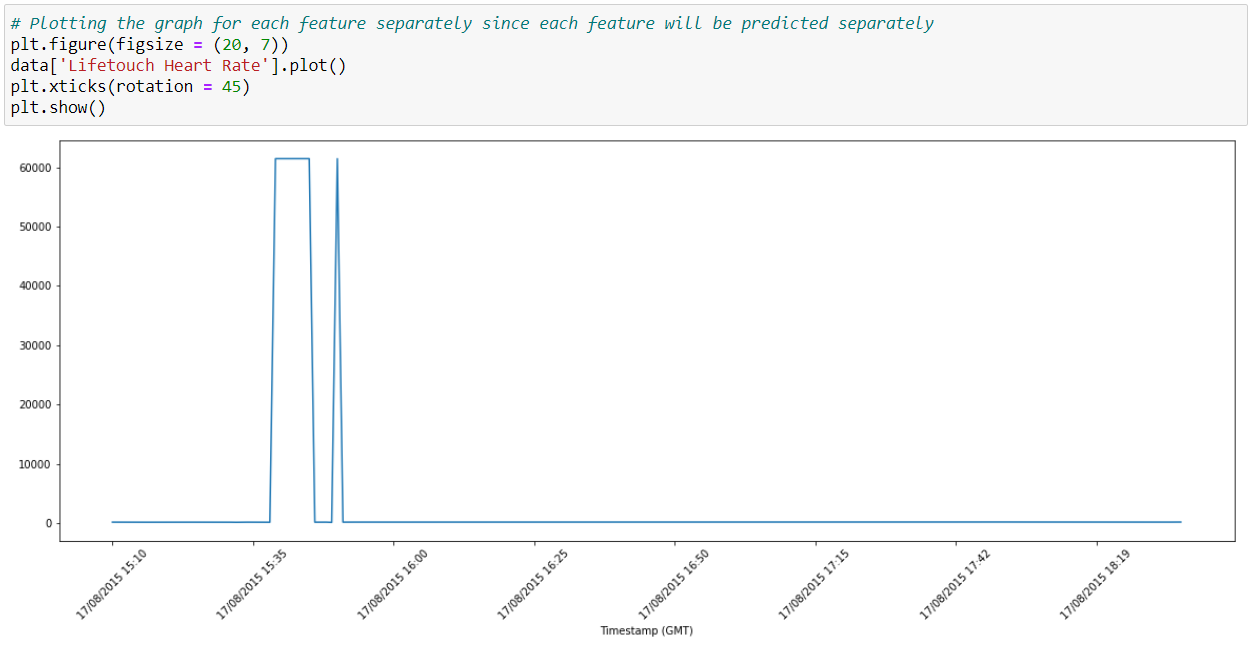 # Plotting the graph for each feature separately since each feature will be predicted separately
plt.figure(figsize = (20, 7))
data['Lifetouch Heart Rate'].plot()
plt.xticks(rotation = 45)
plt.show()
60000
50000
40000
30000
20000
10000
0
17/08/2015 15:10
17/08/2015 15:35
17/08/2015 16:00
17/08/2015 16:25
17/08/2015 16:50
17/08/2015 17:15
17/08/2015 17:42
17/08/2015 18:19
Timestamp (GMT)